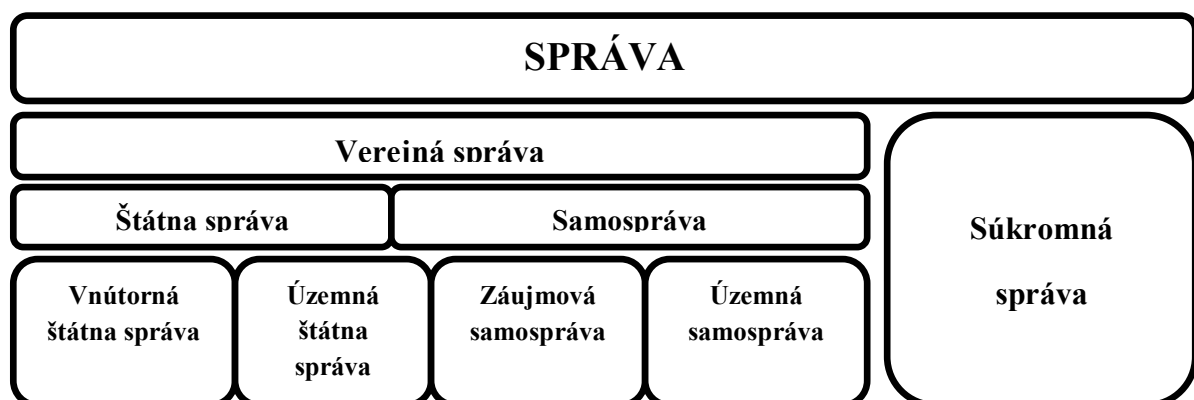 SPRÁVA
Verejná správa
Štátna správa
Samospráva
Súkromná
správa
Vnútorná
štátna správa
Územná
štátna
správa
Záujmová
samospráva
Územná
samospráva